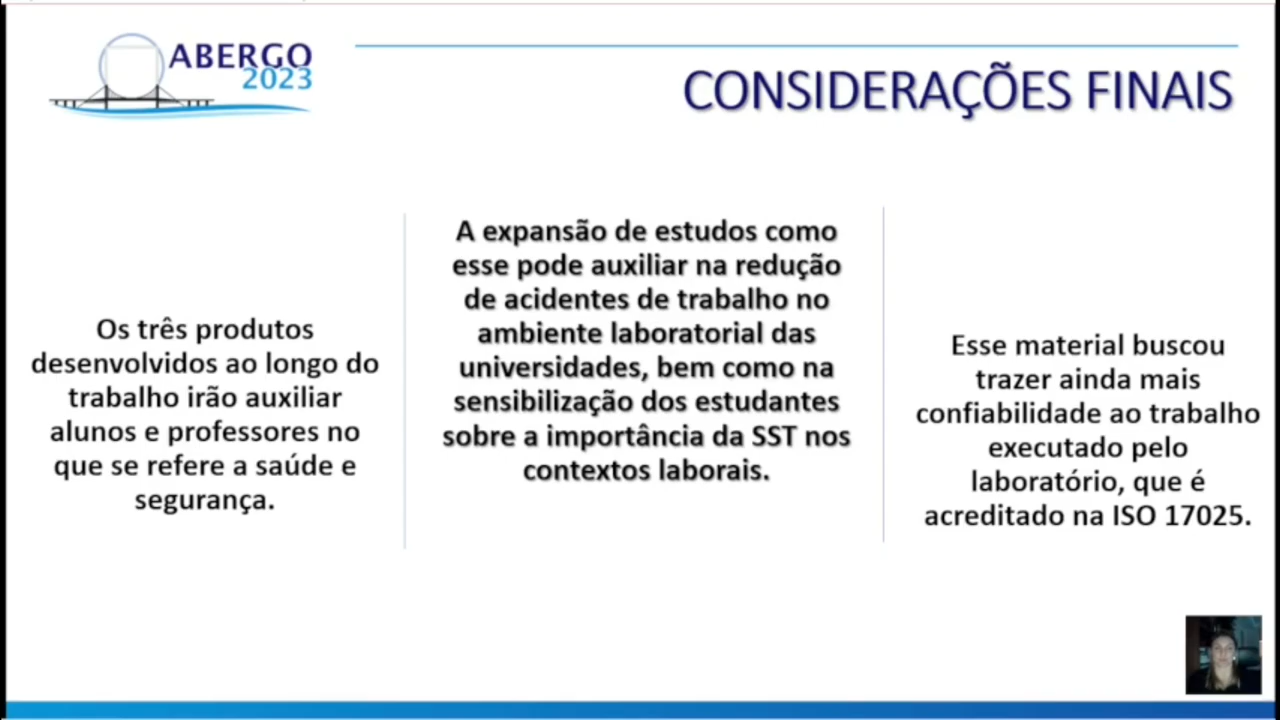 ABERGO
2023
CONSIDERAÇÕES FINAIS
Os três produtos
desenvolvidos ao longo do
trabalho irão auxiliar
alunos e professores no
que se refere a saúde e
segurança.
A expansão de estudos como
esse pode auxiliar na redução
de acidentes de trabalho no
ambiente laboratorial das
universidades, bem como na
sensibilização dos estudantes
sobre a importância da SST nos
contextos laborais.
Esse material buscou
trazer ainda mais
confiabilidade ao trabalho
executado pelo
laboratório, que é
acreditado na ISO 17025.